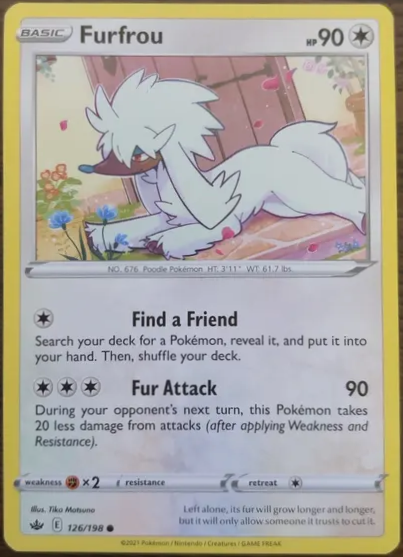 BASIC Furfrou HP 90
NO. 676 Poodle Pokémon HT. 3'11" WT. 61.7 lbs.
Find a Friend
Search your deck for a Pokémon, reveal it, and put it into
your hand. Then, shuffle your deck.
Fur Attack 90
During your opponent's next turn, this Pokémon takes
20 less damage from attacks (after applying Weakness and
Resistance).
weakness ×2 resistance retreat
Illus. Tika Matsuno
E 126/198
Left alone, its fur will grow longer and longer,
but it will only allow someone it trusts to cut it.
©2021 Pokémon / Nintendo / Creatures / GAME FREAK